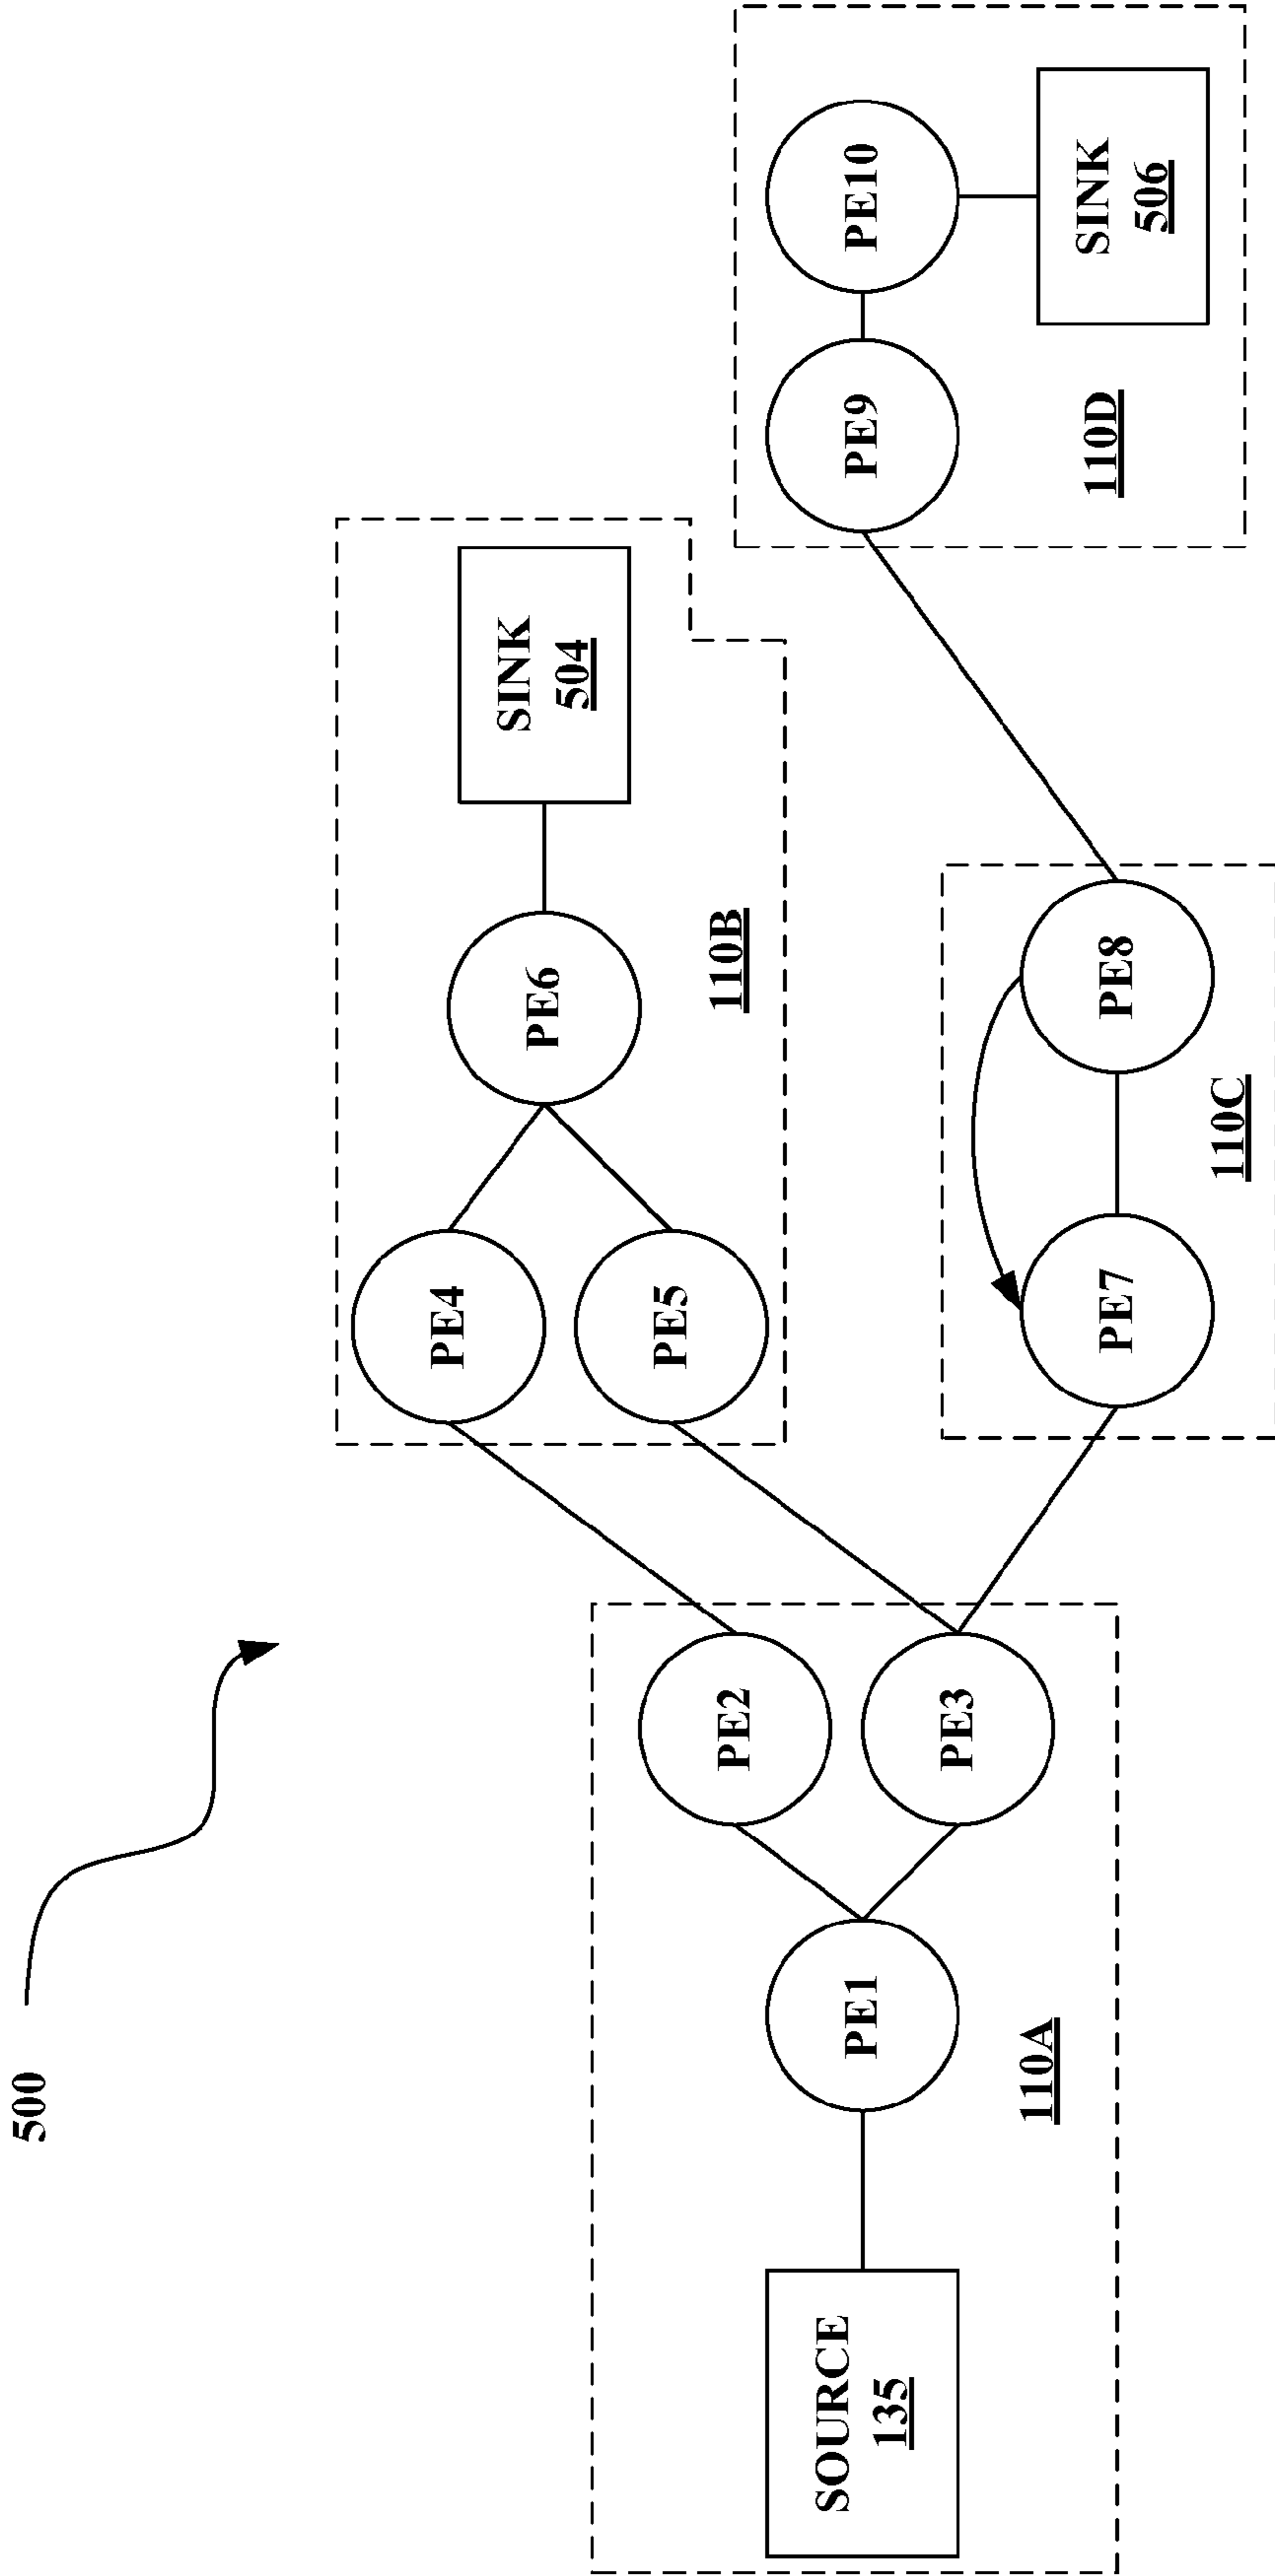 500
SOURCE
135
PE1
110A
PE2
PE3
PE4
PE5
PE6
SINK
504
110B
PE7
PE8
110C
PE9
PE10
SINK
506
110D